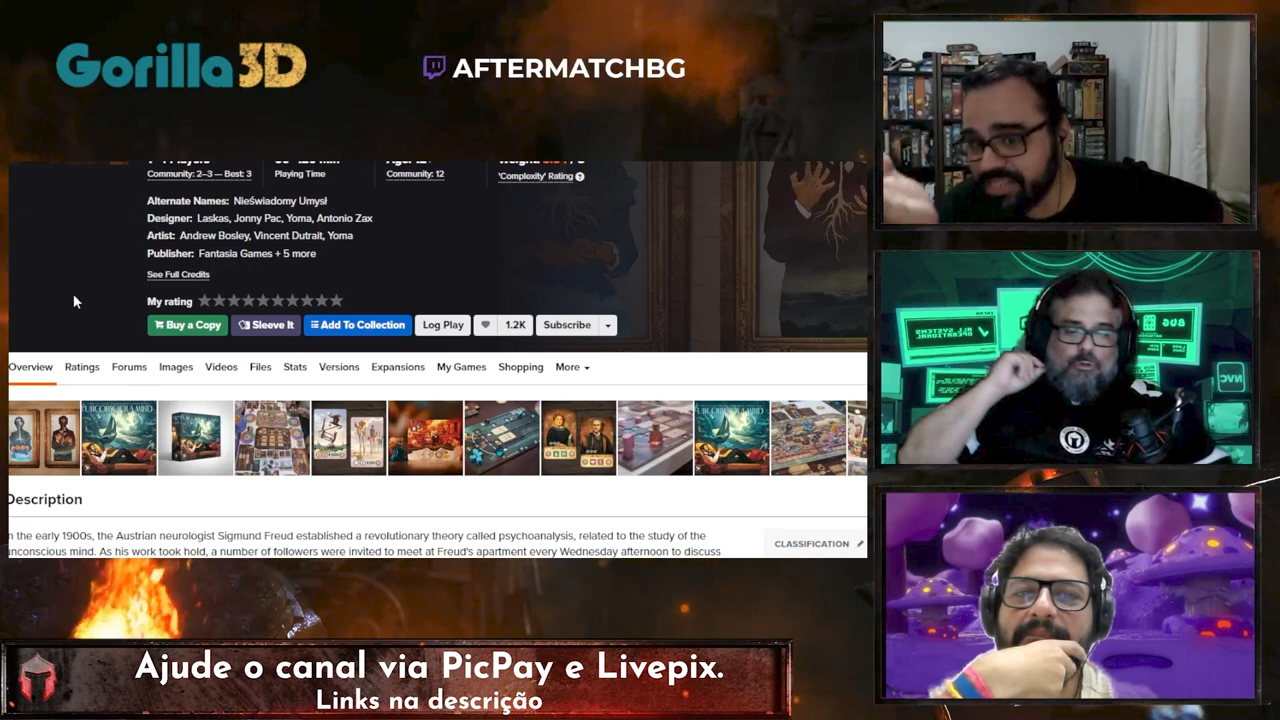 Gorilla3D
AFTERMATCHBG
Community: 2–3 — Best: 3
Playing Time
Community: 12
'Complexity' Rating
Alternate Names: Nieświadomy Umysł
Designer: Laskas, Jonny Pac, Yoma, Antonio Zax
Artist: Andrew Bosley, Vincent Dutrait, Yoma
Publisher: Fantasia Games + 5 more
See Full Credits
My rating
Buy a Copy Sleeve It Add To Collection Log Play 1.2K Subscribe
Overview Ratings Forums Images Videos Files Stats Versions Expansions My Games Shopping More
Description
In the early 1900s, the Austrian neurologist Sigmund Freud established a revolutionary theory called psychoanalysis, related to the study of the
unconscious mind. As his work took hold, a number of followers were invited to meet at Freud's apartment every Wednesday afternoon to discuss
CLASSIFICATION
ALL SYSTEMS
OPERATIONAL
Ajude o canal via PicPay e Livepix.
Links na descrição